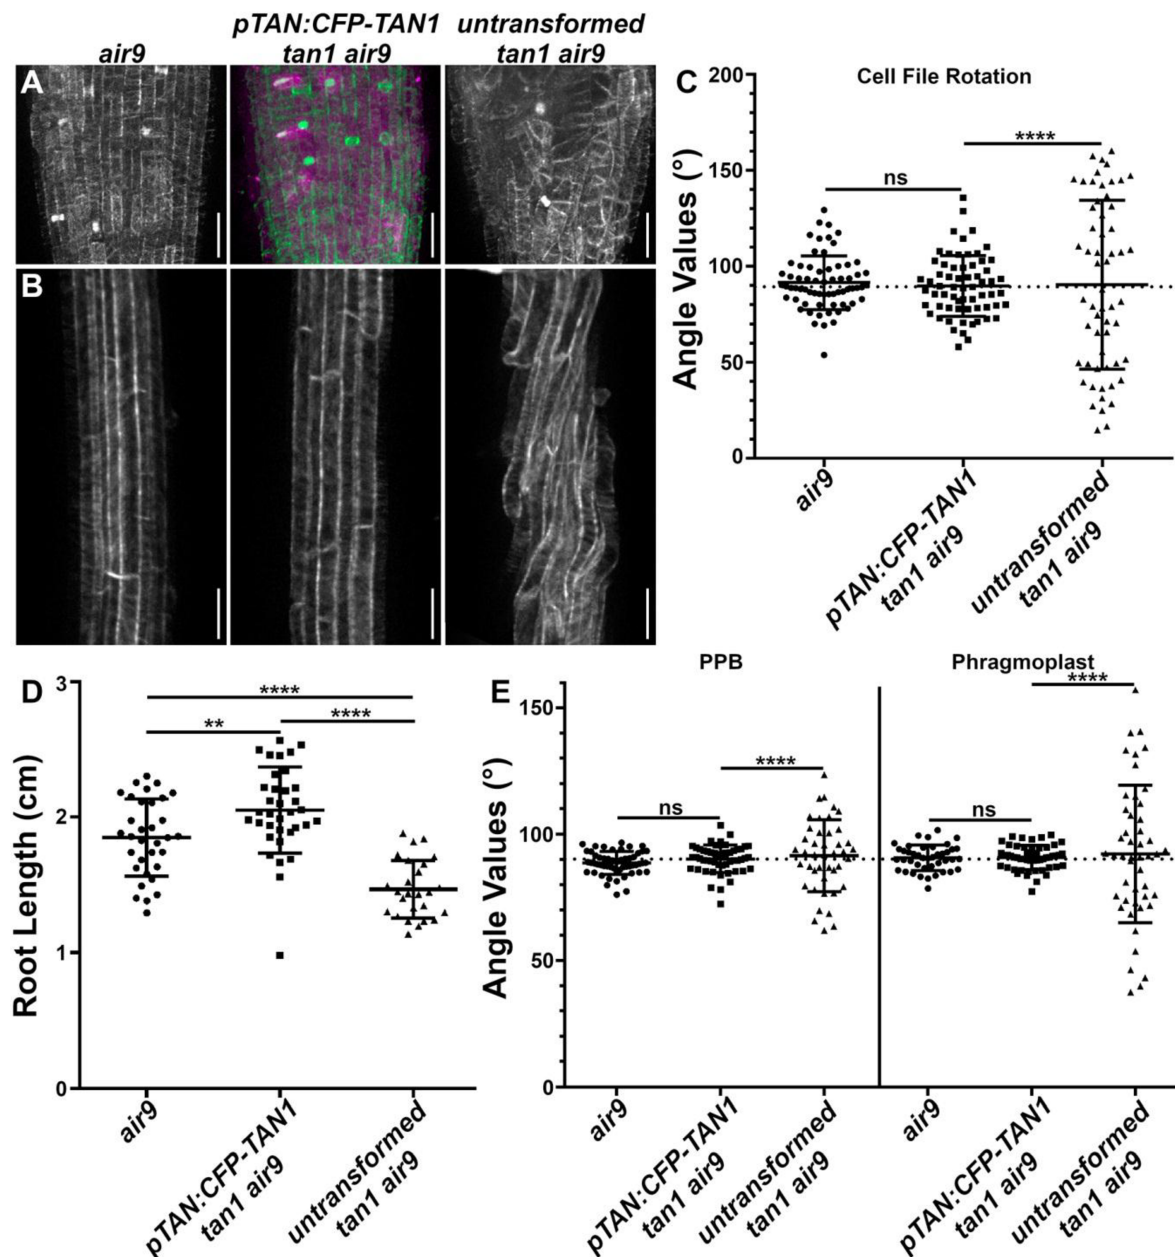 air9
pTAN:CFP-TAN1
tan1 air9
untransformed
tan1 air9
A
B
C
Cell File Rotation
Angle Values (°)
200
150
100
50
0
ns
****
air9
pTAN:CFP-TAN1
tan1 air9
untransformed
tan1 air9
D
Root Length (cm)
3
2
1
0
****
**
****
air9
pTAN:CFP-TAN1
tan1 air9
untransformed
tan1 air9
E
PPB
Phragmoplast
Angle Values (°)
150
100
50
0
ns
****
ns
****
air9
pTAN:CFP-TAN1
tan1 air9
untransformed
tan1 air9
air9
pTAN:CFP-TAN1
tan1 air9
untransformed
tan1 air9